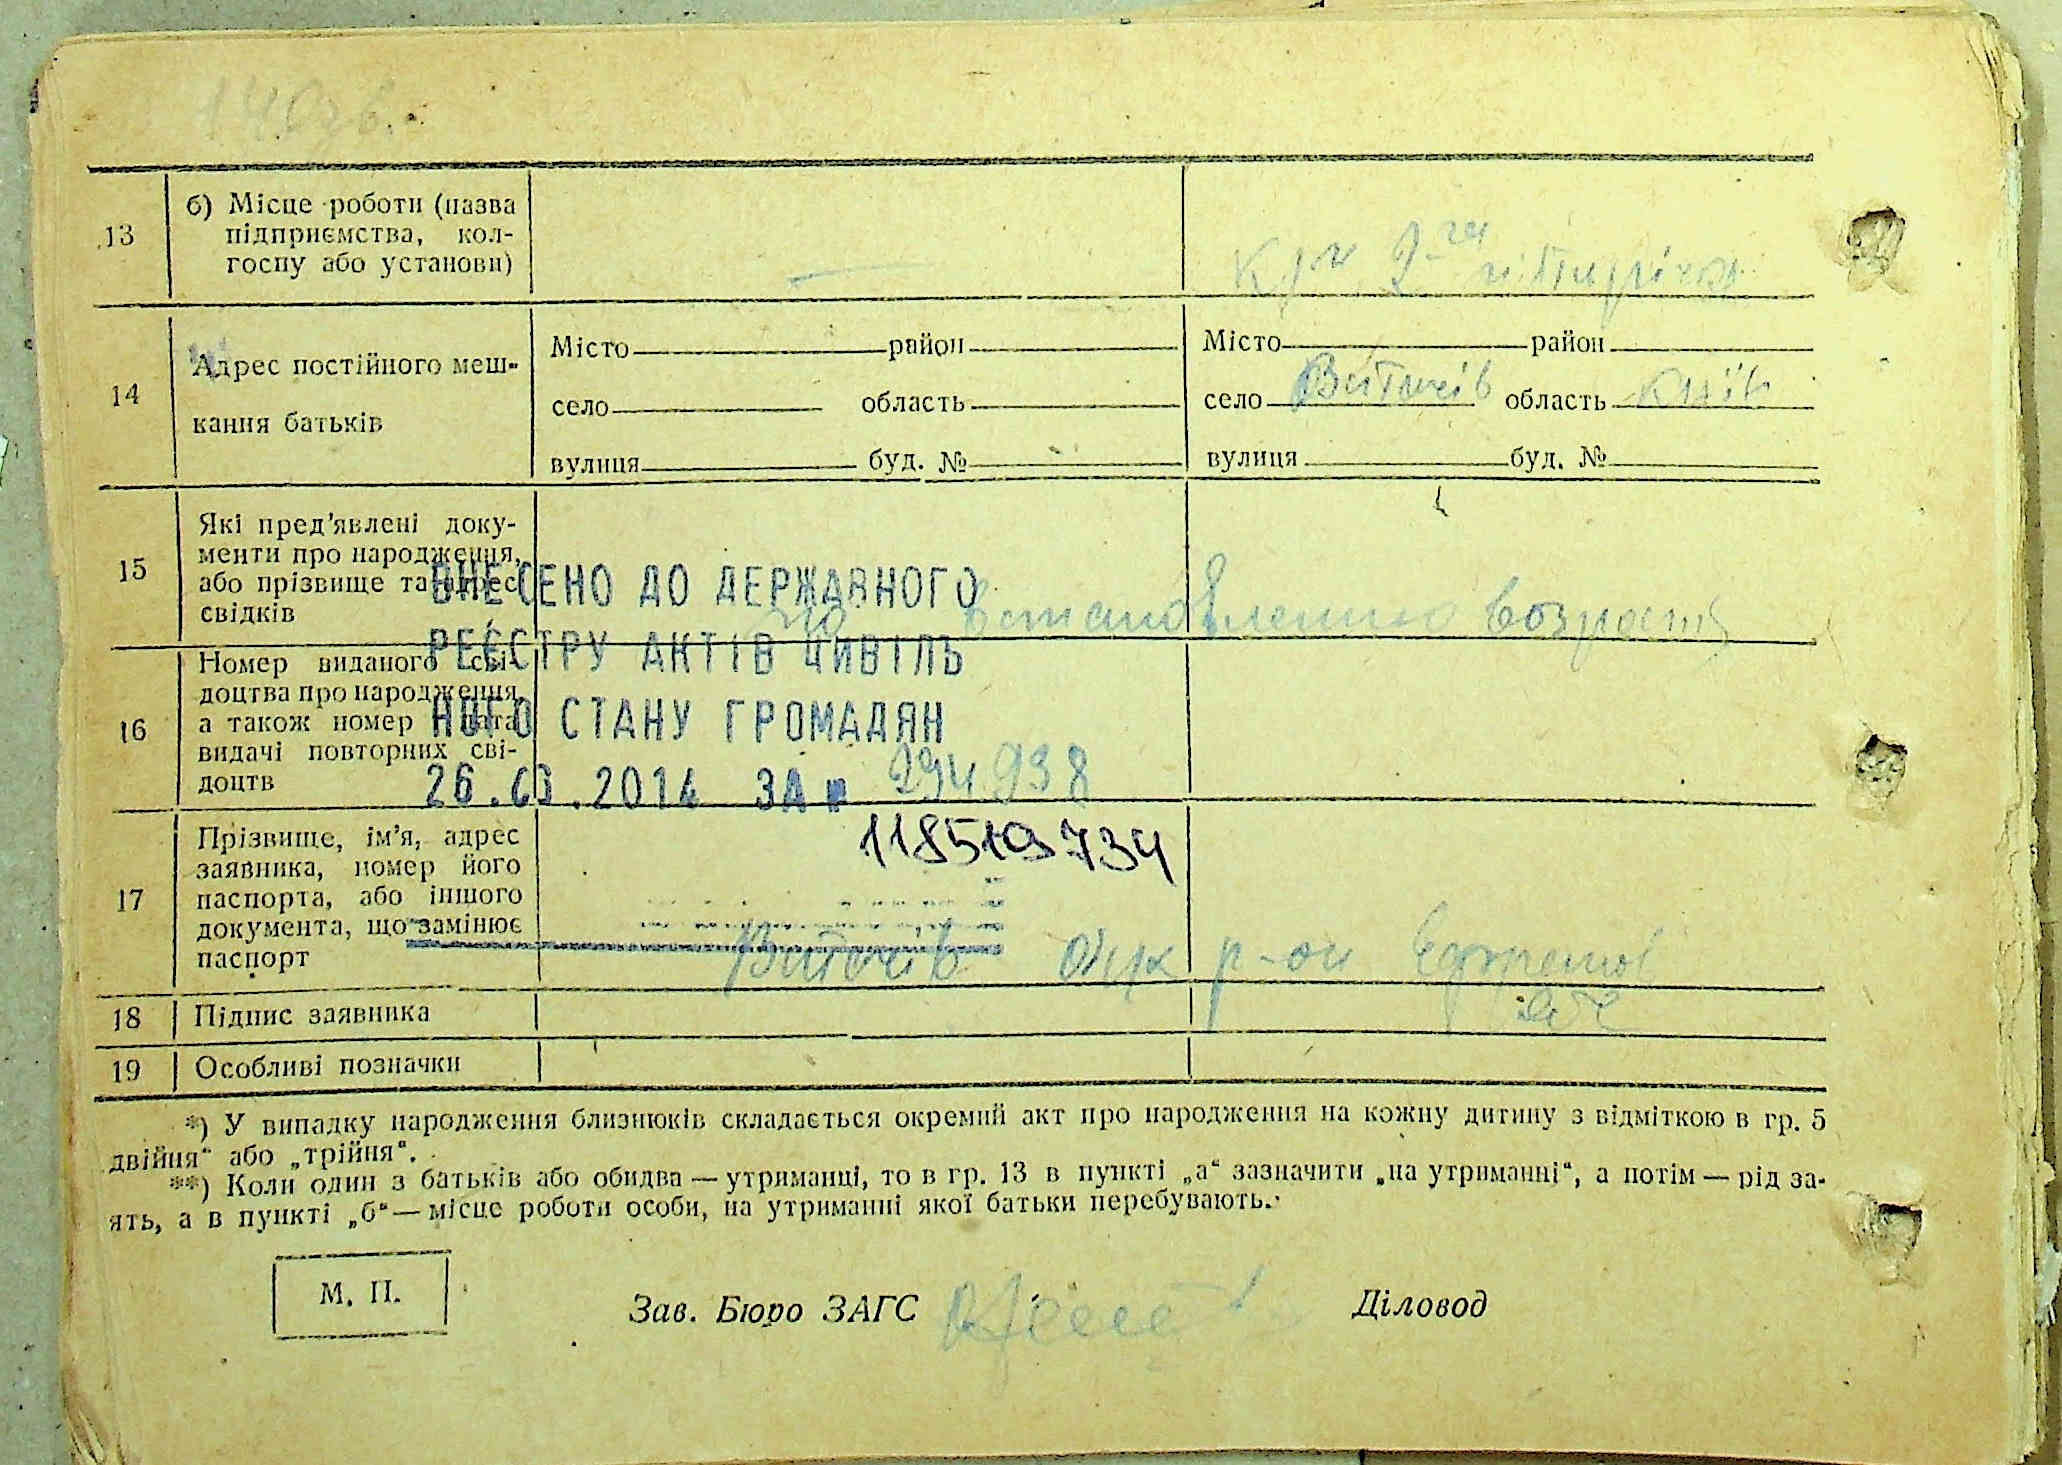 13 б) Місце роботи (назва
підприємства, кол-
госпу або установи)
14 Адрес постійного меш-
кання батьків
Місто район
село область
вулиця буд. №
Місто район
село Витачів область Київ
вулиця буд. №
15 Які пред'явлені доку-
менти про народження,
або прізвище та адрес
свідків
Встановленню возраст
16 Номер виданого сві-
доцтва про народження,
а також номер дата
видачі повторних сві-
доцтв
ВНЕСЕНО ДО ДЕРЖАВНОГО
РЕЄСТРУ АКТІВ ЦИВІЛЬ
НОГО СТАНУ ГРОМАДЯН
26.03.2014 ЗА № 294938
17 Прізвище, ім'я, адрес
заявника, номер його
паспорта, або іншого
документа, що замінює
паспорт
Витачів р-он
18 Підпис заявника
19 Особливі позначки
*) У випадку народження близнюків складається окремий акт про народження на кожну дитину з відміткою в гр. 5
двійня" або „трійня".
**) Коли один з батьків або обидва — утриманці, то в гр. 13 в пункті „а" зазначити „на утриманні", а потім — рід за-
ять, а в пункті „б" — місце роботи особи, на утриманні якої батьки перебувають.
М. П.
Зав. Бюро ЗАГС
Діловод